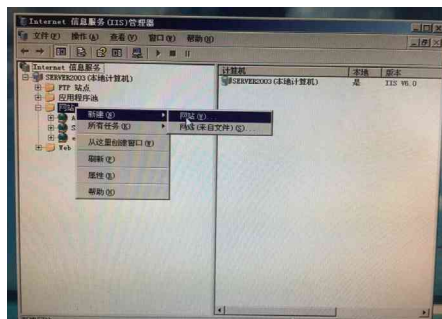 Internet 信息服务(IIS)管理器
文件(F) 操作(A) 查看(V) 窗口(W) 帮助(H)
Internet 信息服务
SERVER2003(本地计算机)
FTP 站点
应用程序池
网站
Web
新建(N)
所有任务(K)
从这里创建窗口(W)
刷新(F)
属性(R)
帮助(H)
网站(W)...
网站(来自文件)(S)...
计算机 本地 版本
SERVER2003(本地计算机) 是 IIS V6.0